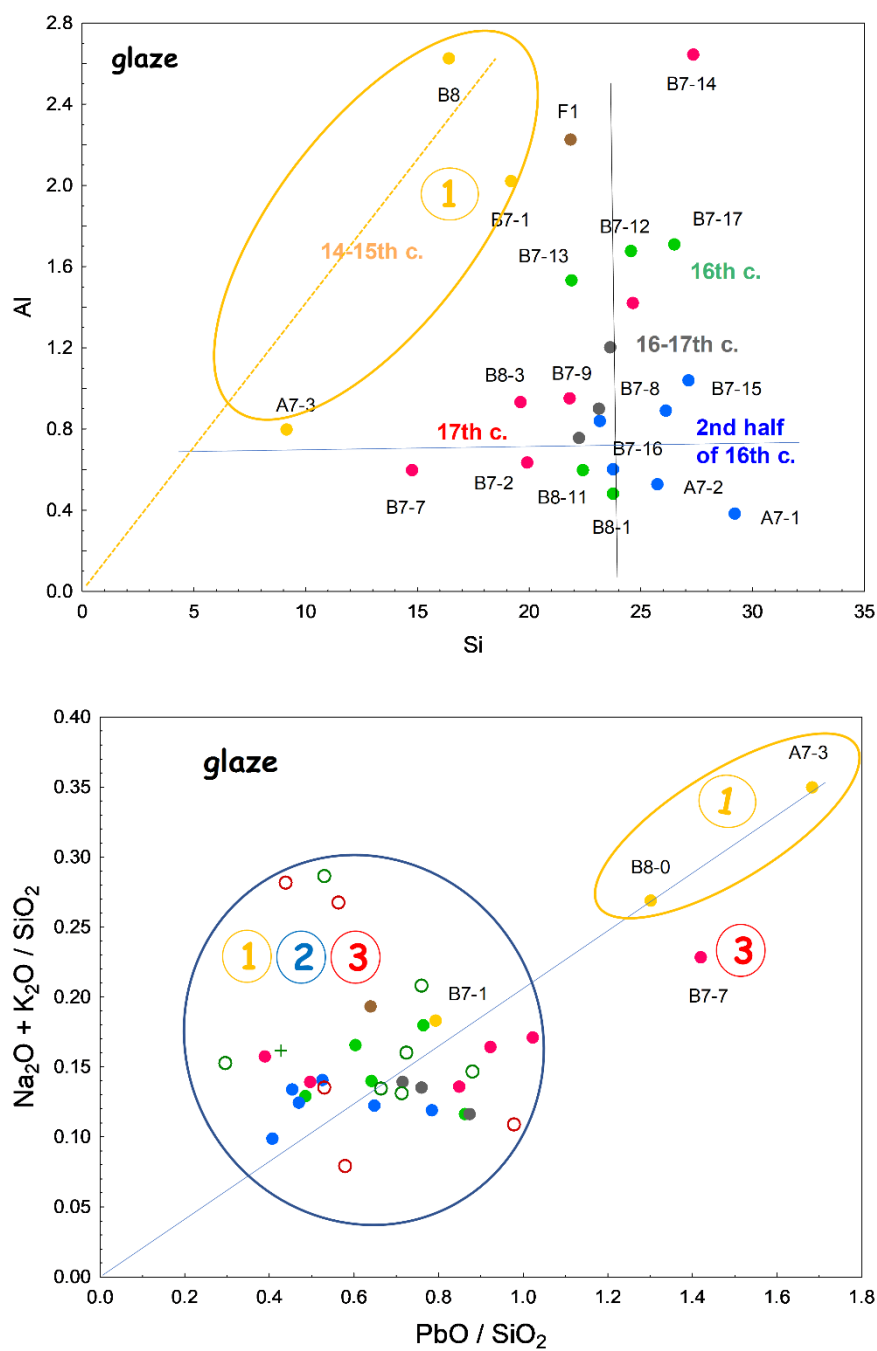 2.8
glaze
B7-14
B8
2.4
F1
2.0
1
B7-1
B7-12
B7-17
14-15th c.
B7-13
16th c.
1.6
Al
1.2
16-17th c.
B8-3
B7-9
B7-8
B7-15
A7-3
0.8
17th c.
B7-16
2nd half
of 16th c.
B7-7
B7-2
B8-11
A7-2
0.4
B8-1
A7-1
0.0
0
5
10
15
20
25
30
35
Si
0.40
glaze
A7-3
0.35
1
B8-0
0.30
0.25
1 2 3
3
B7-7
0.20
B7-1
Na2O + K2O / SiO2
0.15
0.10
0.05
0.00
0.0
0.2
0.4
0.6
0.8
1.0
1.2
1.4
1.6
1.8
PbO / SiO2